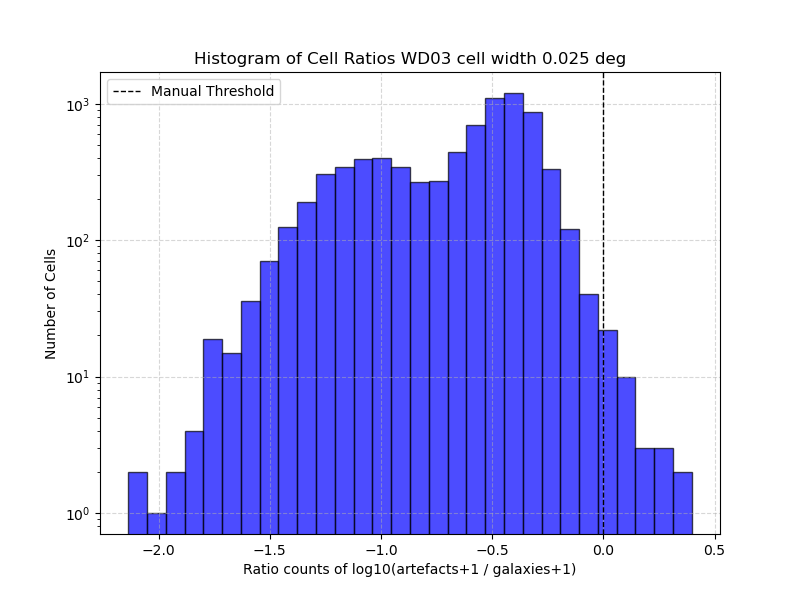 Histogram of Cell Ratios WD03 cell width 0.025 deg
Manual Threshold
Number of Cells
10³
10²
10¹
10⁰
−2.0 −1.5 −1.0 −0.5 0.0 0.5
Ratio counts of log10(artefacts+1 / galaxies+1)